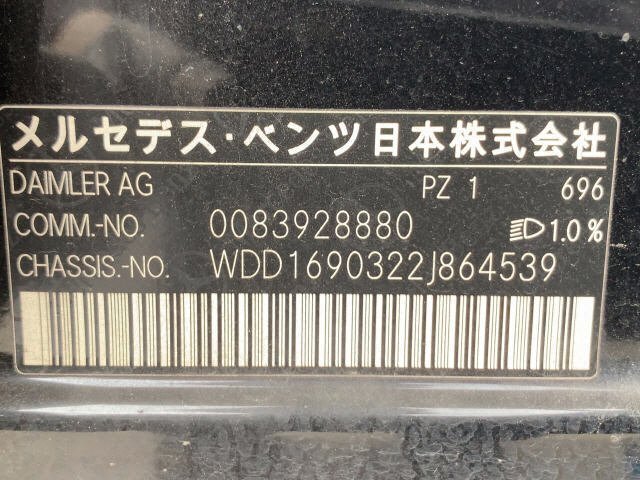 メルセデス・ベンツ日本株式会社
DAIMLER AG PZ 1 696
COMM.-NO. 0083928880 1.0%
CHASSIS.-NO. WDD1690322J864539